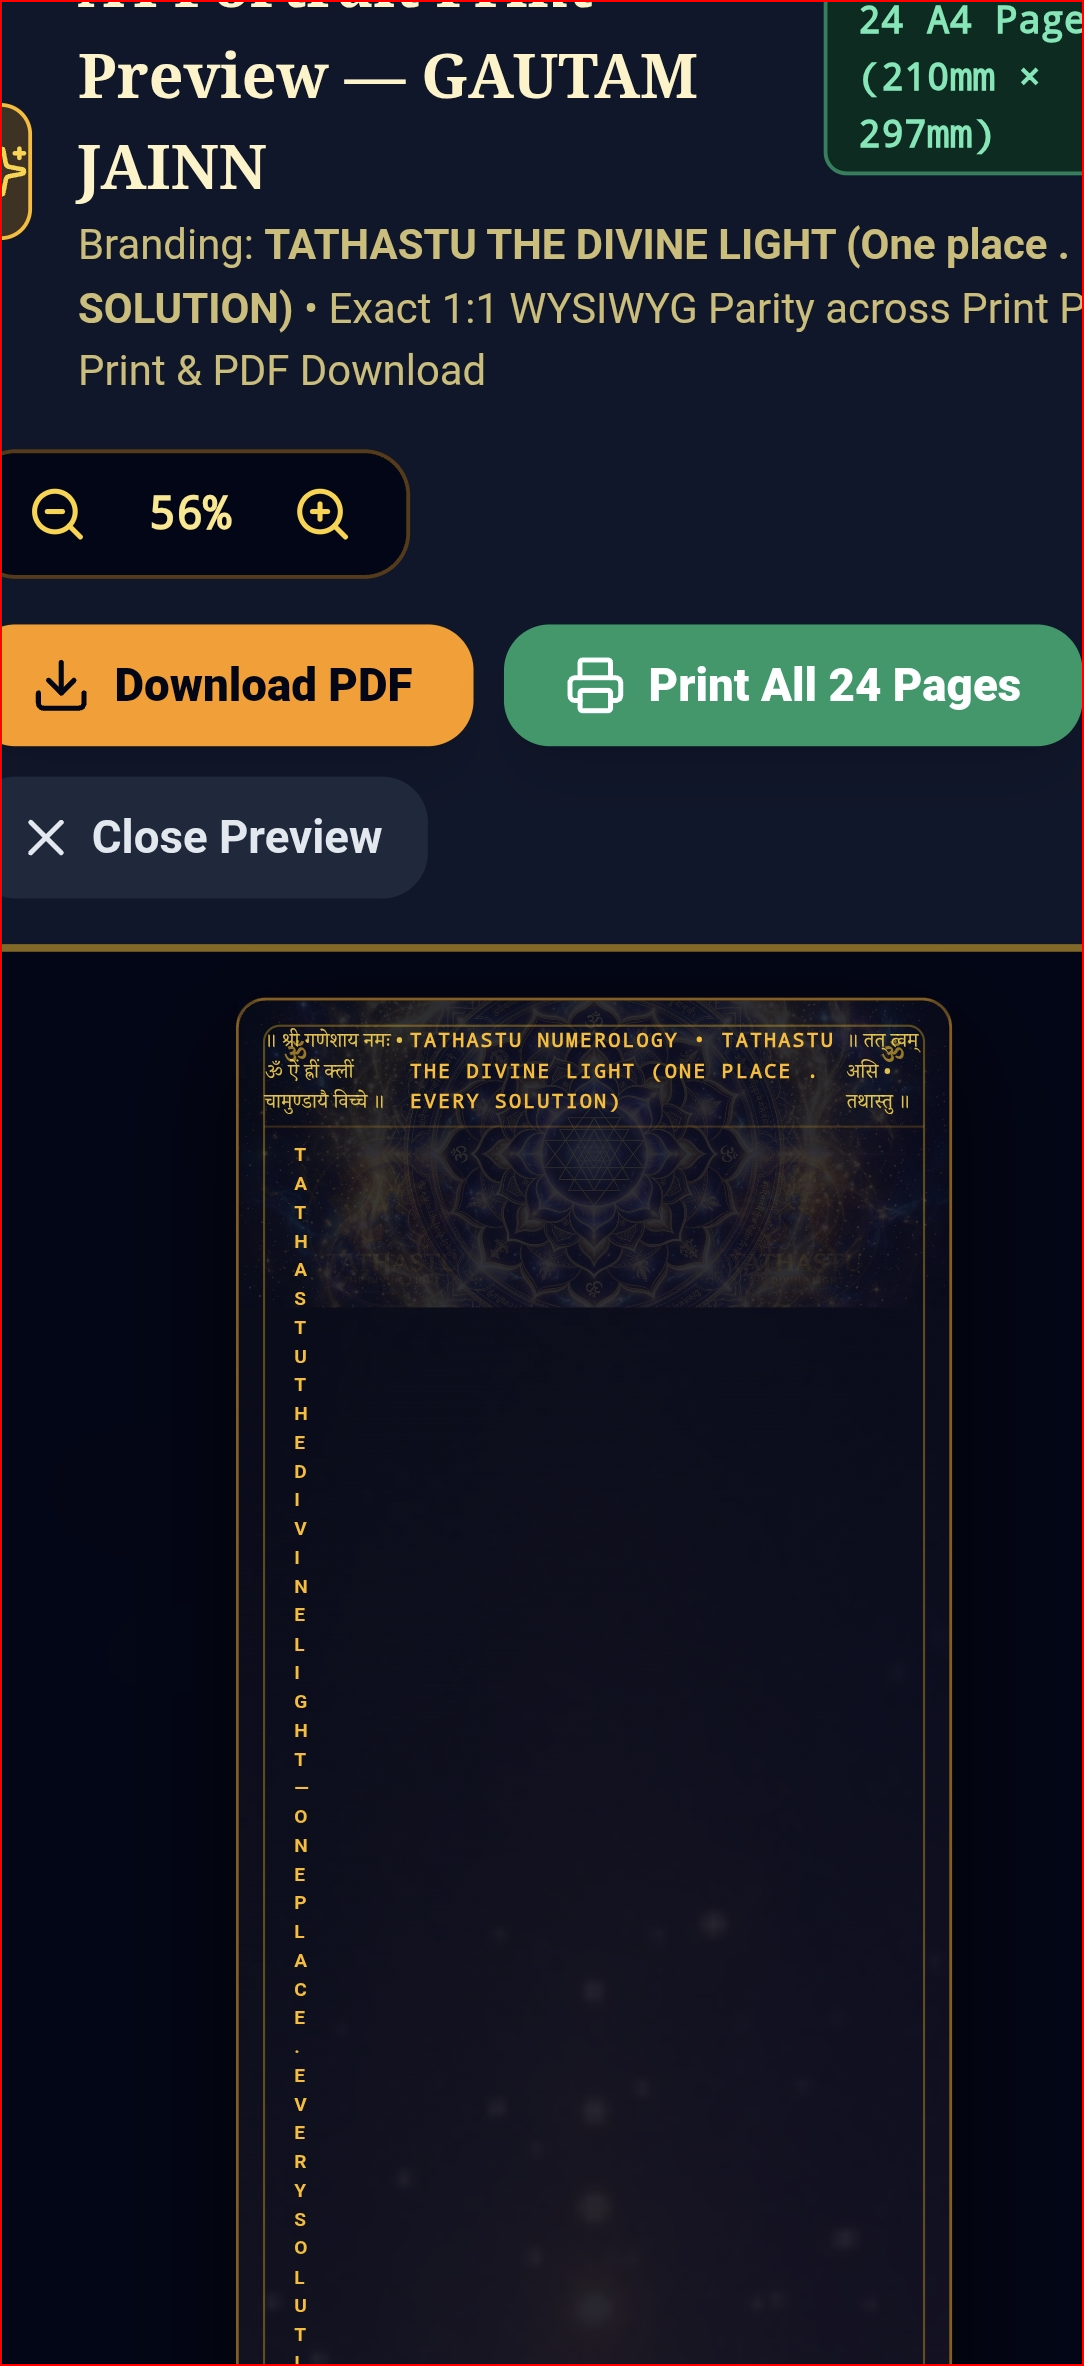 Preview — GAUTAM
JAINN
24 A4 Page
(210mm ×
297mm)
Branding: TATHASTU THE DIVINE LIGHT (One place .
SOLUTION) • Exact 1:1 WYSIWYG Parity across Print P
Print & PDF Download
56%
Download PDF
Print All 24 Pages
Close Preview
॥ श्री गणेशाय नमः •
ॐ ऐं ह्रीं क्लीं
चामुण्डायै विच्चे ॥
TATHASTU NUMEROLOGY • TATHASTU
THE DIVINE LIGHT (ONE PLACE .
EVERY SOLUTION)
॥ तत् त्वम्
असि •
तथास्तु ॥
ॐ
ॐ
T
A
T
H
A
S
T
U
T
H
E
D
I
V
I
N
E
L
I
G
H
T
—
O
N
E
P
L
A
C
E
.
E
V
E
R
Y
S
O
L
U
T